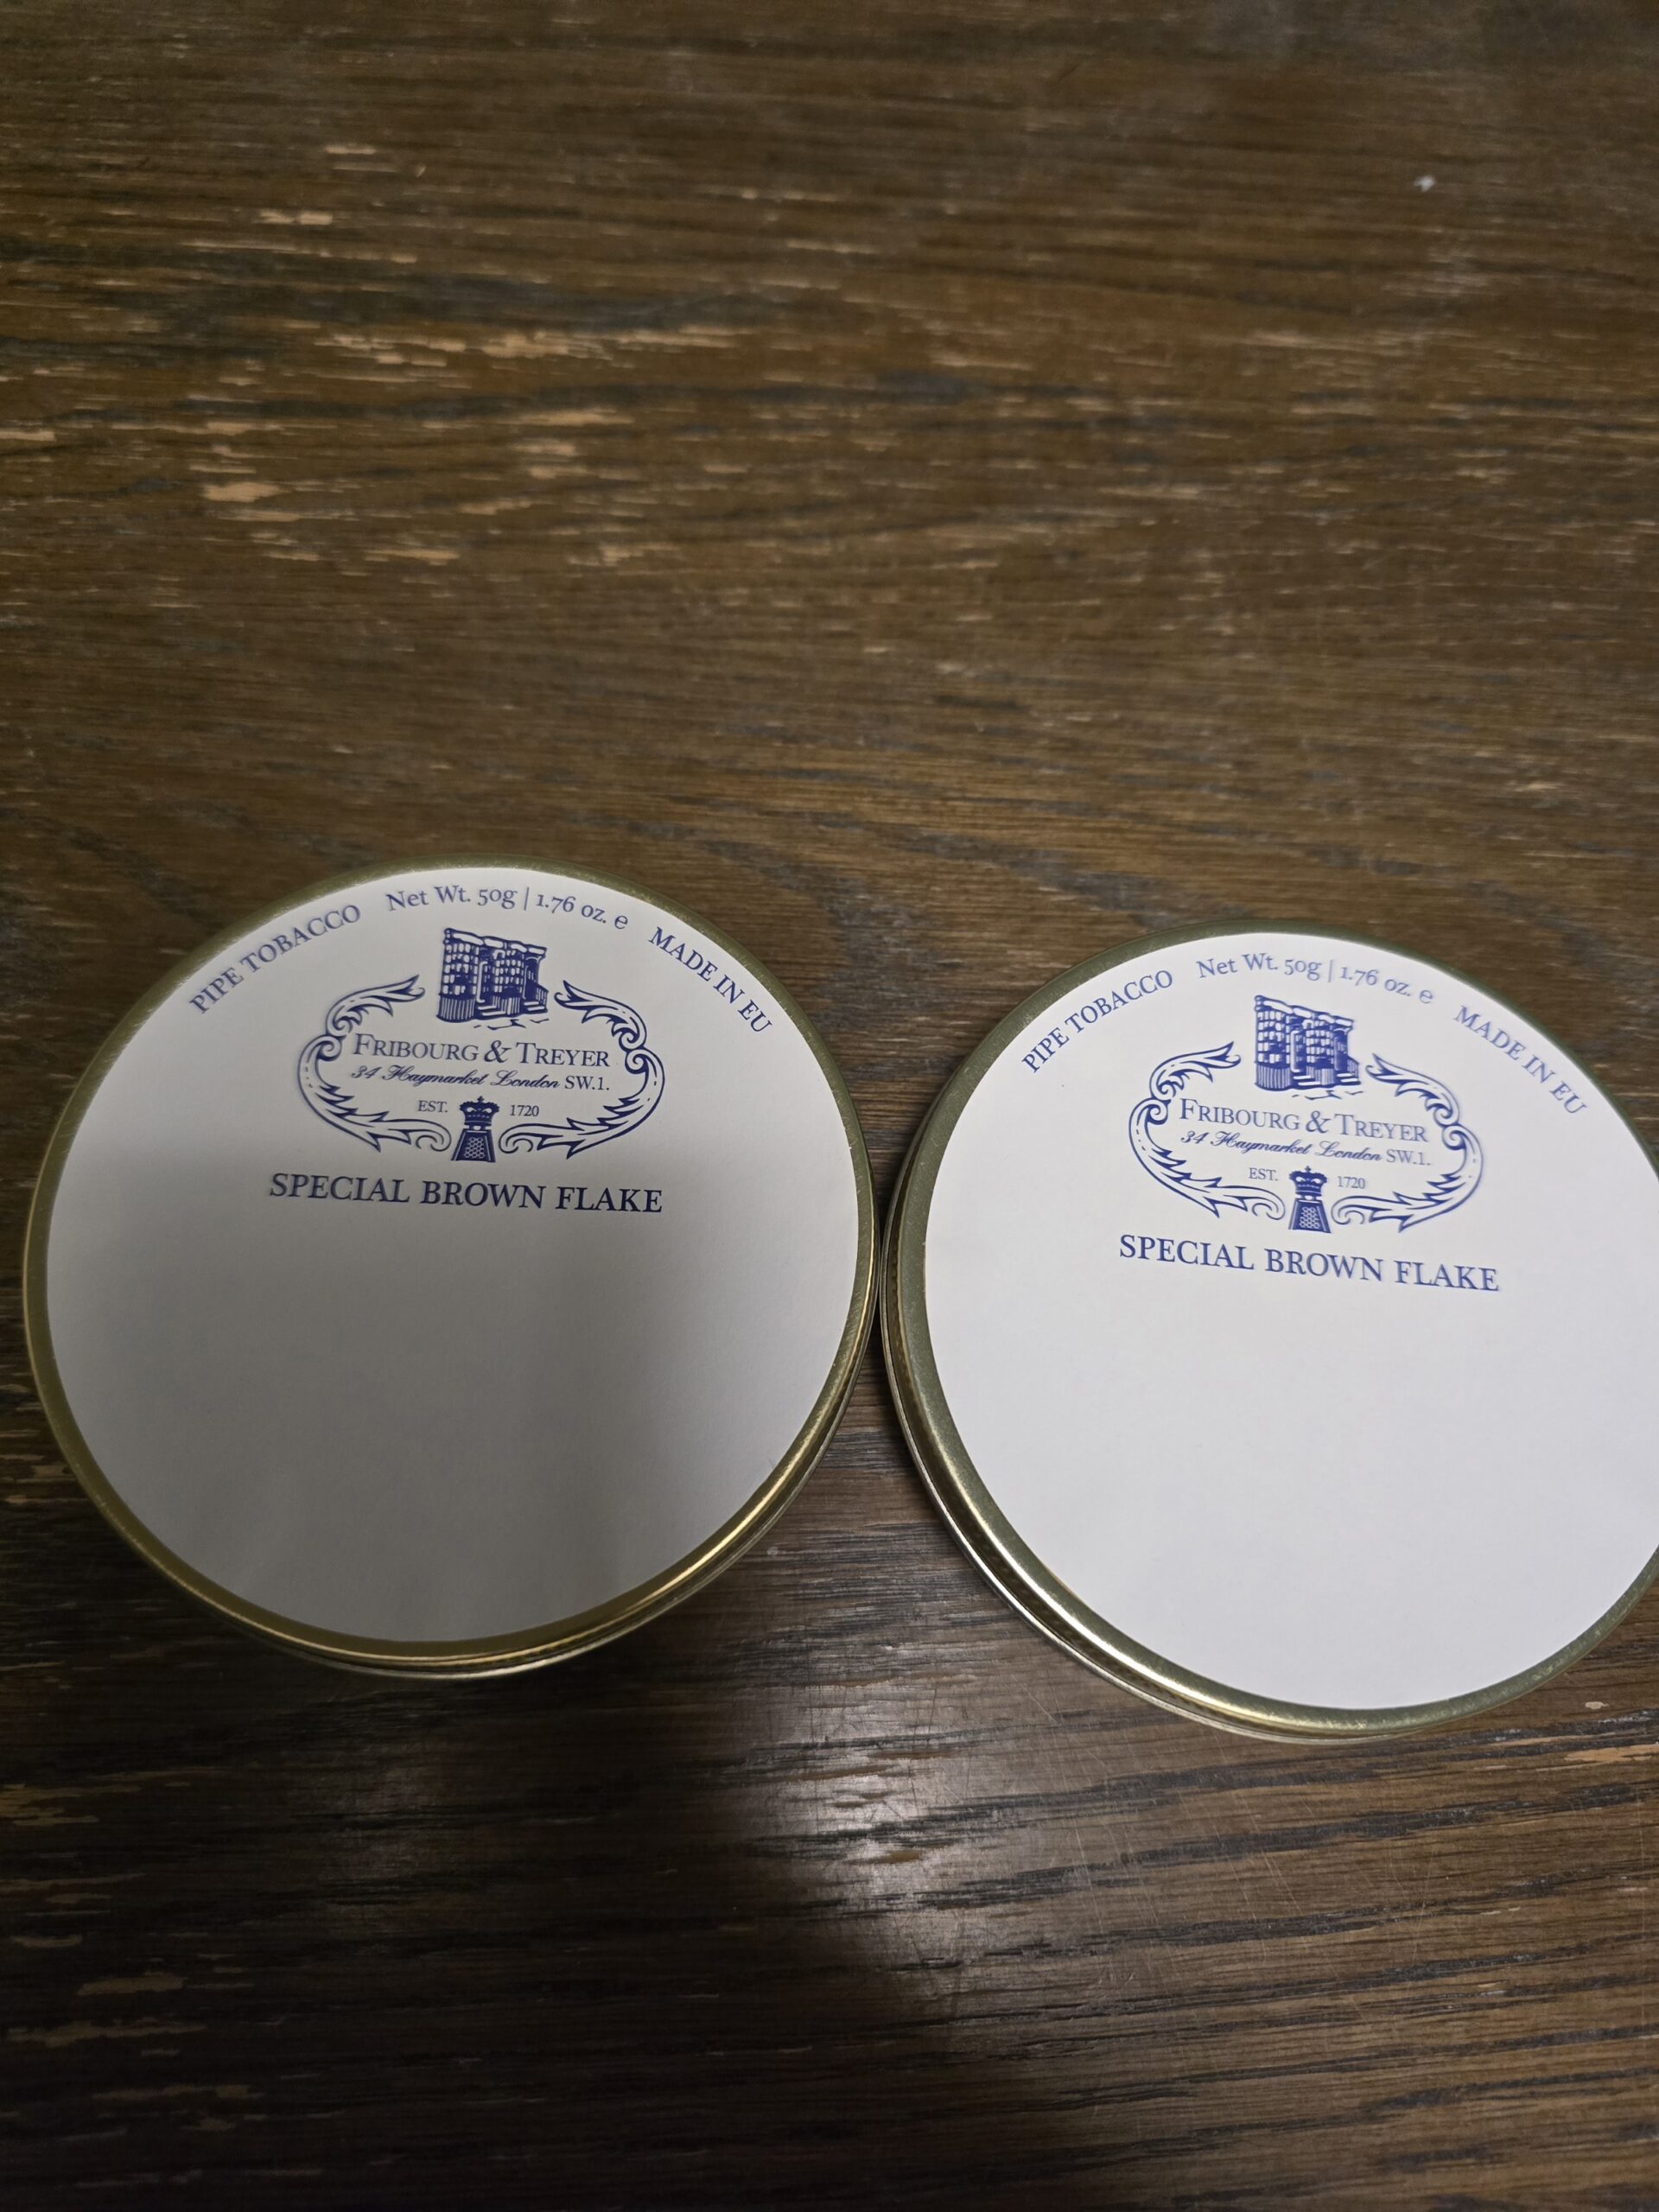 PIPE TOBACCO Net Wt. 50g | 1.76 oz. e MADE IN EU
FRIBOURG & TREYER
34 Haymarket London SW.1.
EST. 1720
SPECIAL BROWN FLAKE
PIPE TOBACCO Net Wt. 50g | 1.76 oz. e MADE IN EU
FRIBOURG & TREYER
34 Haymarket London SW.1.
EST. 1720
SPECIAL BROWN FLAKE